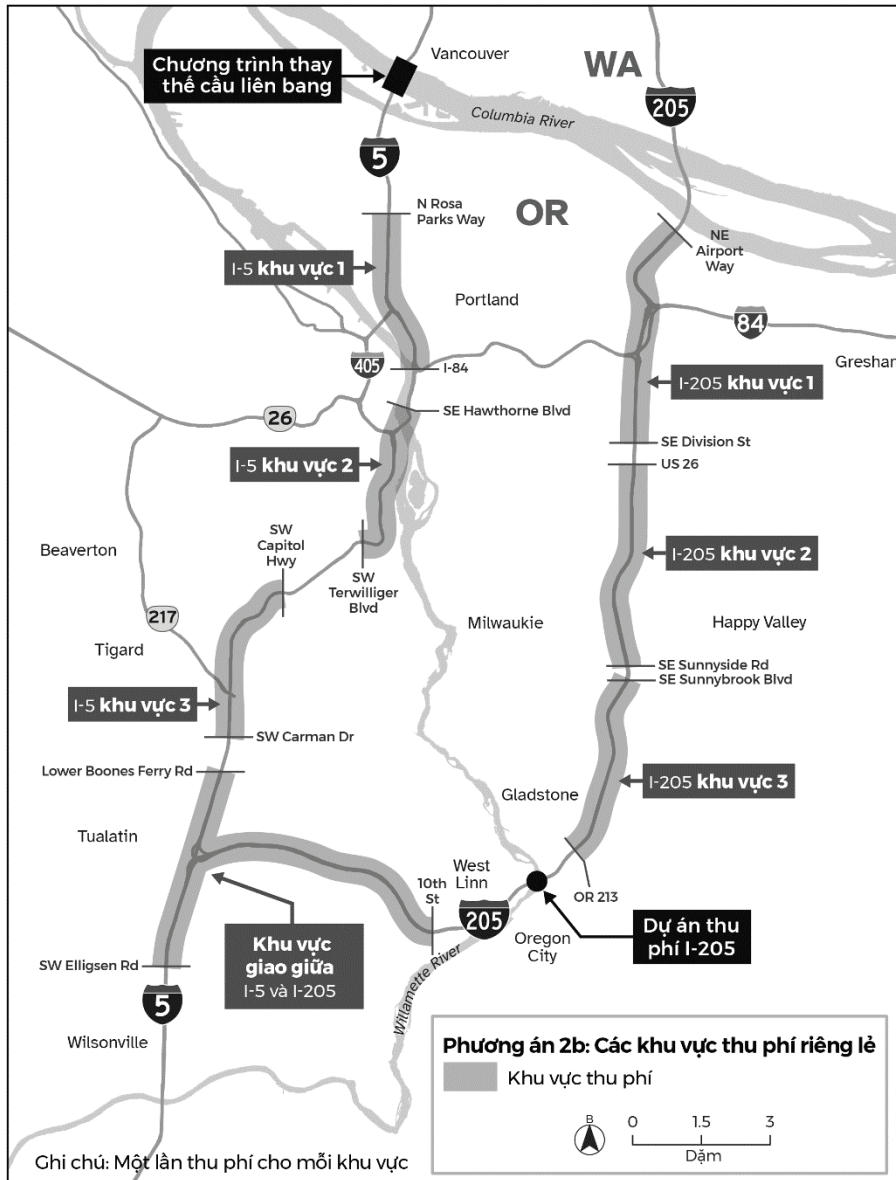 Vancouver
WA
Chương trình thay
thế cầu liên bang
205
Columbia River
5
N Rosa
Parks Way
OR
NE
Airport
Way
I-5 khu vực 1
Portland
84
405
I-84
Gresham
I-205 khu vực 1
SE Hawthorne Blvd
26
SE Division St
US 26
I-5 khu vực 2
SW
Capitol
Hwy
Beaverton
I-205 khu vực 2
SW
Terwilliger
Blvd
217
Milwaukie
Happy Valley
Tigard
SE Sunnyside Rd
SE Sunnybrook Blvd
I-5 khu vực 3
SW Carman Dr
Lower Boones Ferry Rd
I-205 khu vực 3
Gladstone
Tualatin
West
Linn
10th
St
OR 213
205
Khu vực
giao giữa
I-5 và I-205
Oregon
City
Dự án thu
phí I-205
SW Elligsen Rd
Willamette River
5
Wilsonville
Phương án 2b: Các khu vực thu phí riêng lẻ
Khu vực thu phí
B
0 1.5 3
Dặm
Ghi chú: Một lần thu phí cho mỗi khu vực